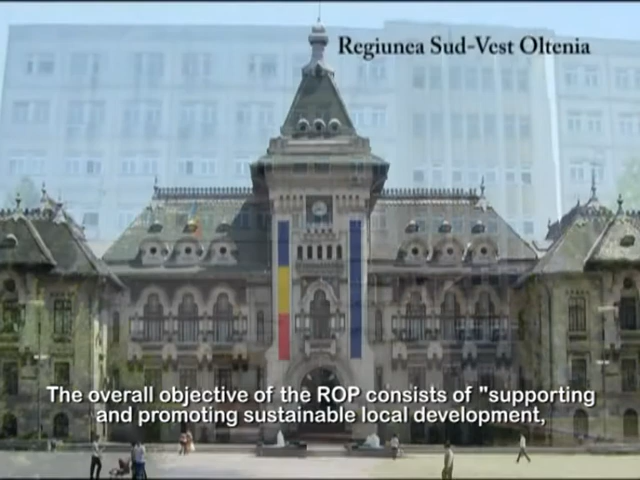 Regiunea Sud-Vest Oltenia
The overall objective of the ROP consists of "supporting
and promoting sustainable local development,